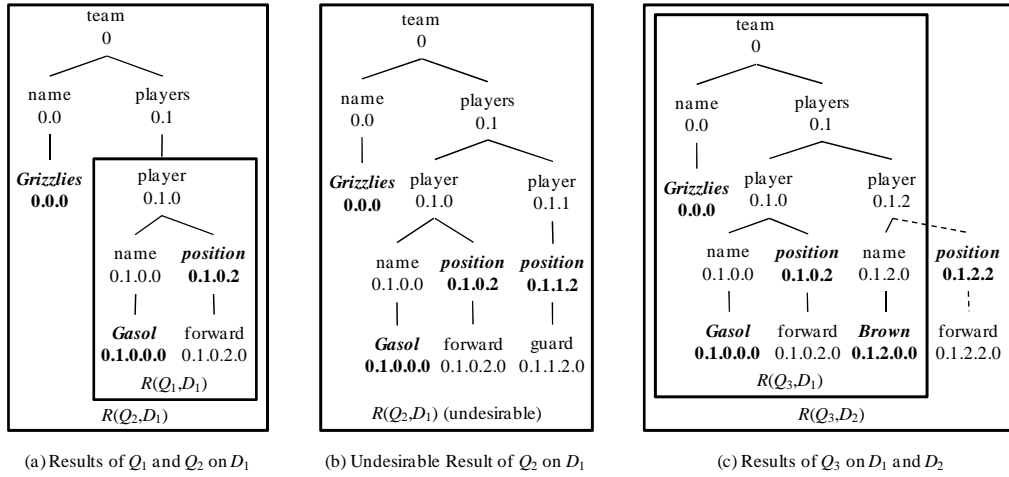 team
0
name
0.0
players
0.1
Grizzlies
0.0.0
player
0.1.0
name
0.1.0.0
position
0.1.0.2
Gasol
0.1.0.0.0
forward
0.1.0.2.0
R(Q1,D1)
R(Q2,D1)
(a) Results of Q1 and Q2 on D1
team
0
name
0.0
players
0.1
Grizzlies
0.0.0
player
0.1.0
player
0.1.1
name
0.1.0.0
position
0.1.0.2
position
0.1.1.2
Gasol
0.1.0.0.0
forward
0.1.0.2.0
guard
0.1.1.2.0
R(Q2,D1) (undesirable)
(b) Undesirable Result of Q2 on D1
team
0
name
0.0
players
0.1
Grizzlies
0.0.0
player
0.1.0
player
0.1.2
name
0.1.0.0
position
0.1.0.2
name
0.1.2.0
position
0.1.2.2
Gasol
0.1.0.0.0
forward
0.1.0.2.0
Brown
0.1.2.0.0
forward
0.1.2.2.0
R(Q3,D1)
R(Q3,D2)
(c) Results of Q3 on D1 and D2